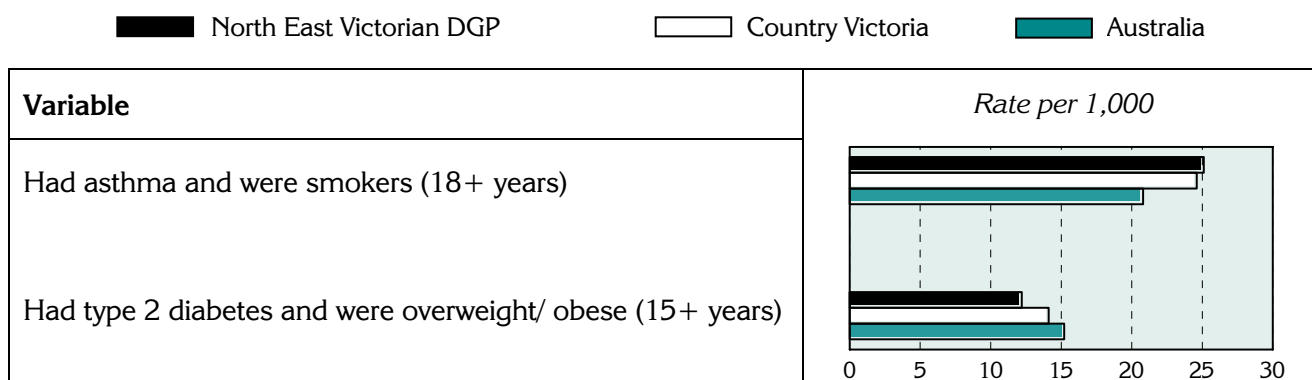 North East Victorian DGP Country Victoria Australia
Variable Rate per 1,000
Had asthma and were smokers (18+ years)
Had type 2 diabetes and were overweight/ obese (15+ years)
0 5 10 15 20 25 30